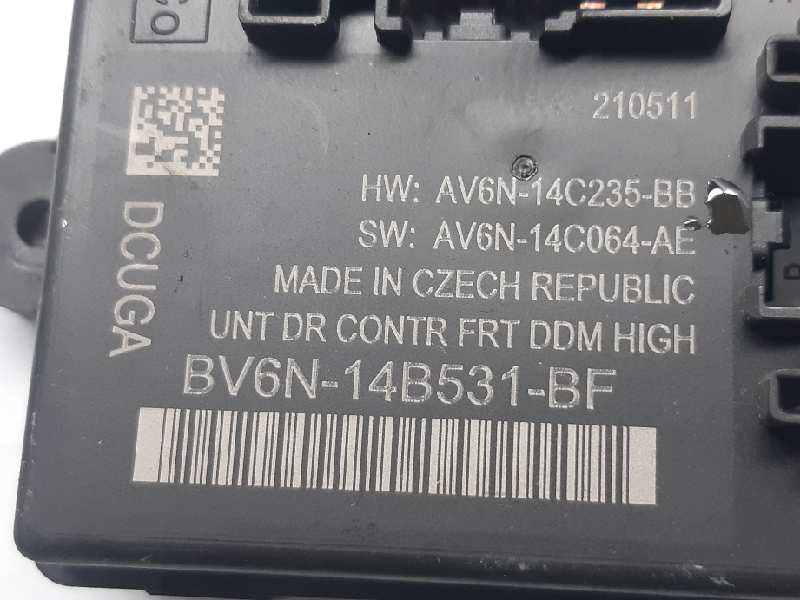 CO
210511
HW: AV6N-14C235-BB
SW: AV6N-14C064-AE
MADE IN CZECH REPUBLIC
UNT DR CONTR FRT DDM HIGH
BV6N-14B531-BF
DCUGA